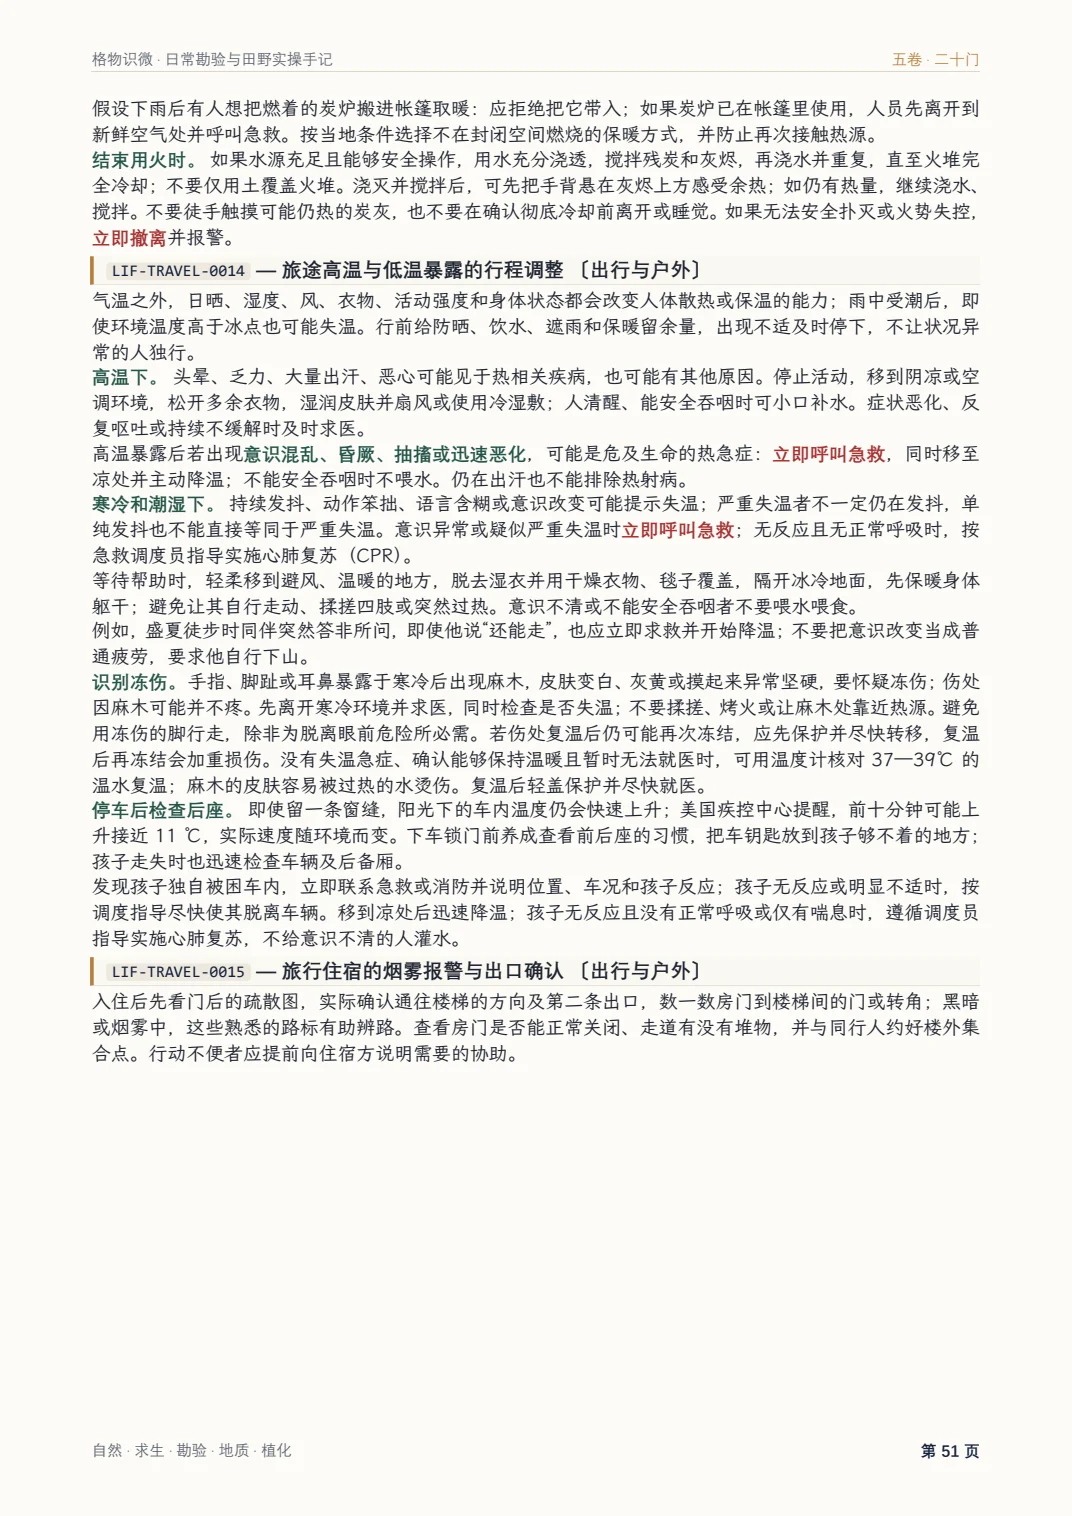 格物识微 · 日常勘验与田野实操手记
五卷 · 二十门
假设下雨后有人想把燃着的炭炉搬进帐篷取暖：应拒绝把它带入；如果炭炉已在帐篷里使用，人员先离开到
新鲜空气处并呼叫急救。按当地条件选择不在封闭空间燃烧的保暖方式，并防止再次接触热源。
结束用火时。 如果水源充足且能够安全操作，用水充分浇透，搅拌残炭和灰烬，再浇水并重复，直至火堆完
全冷却；不要仅用土覆盖火堆。浇灭并搅拌后，可先把手背悬在灰烬上方感受余热；如仍有热量，继续浇水、
搅拌。不要徒手触摸可能仍热的炭灰，也不要在确认彻底冷却前离开或睡觉。如果无法安全扑灭或火势失控，
立即撤离并报警。
LIF-TRAVEL-0014 — 旅途高温与低温暴露的行程调整 〔出行与户外〕
气温之外，日晒、湿度、风、衣物、活动强度和身体状态都会改变人体散热或保温的能力；雨中受潮后，即
使环境温度高于冰点也可能失温。行前给防晒、饮水、遮雨和保暖留余量，出现不适及时停下，不让状况异
常的人独行。
高温下。 头晕、乏力、大量出汗、恶心可能见于热相关疾病，也可能有其他原因。停止活动，移到阴凉或空
调环境，松开多余衣物，湿润皮肤并扇风或使用冷湿敷；人清醒、能安全吞咽时可小口补水。症状恶化、反
复呕吐或持续不缓解时及时求医。
高温暴露后若出现意识混乱、昏厥、抽搐或迅速恶化，可能是危及生命的热急症：立即呼叫急救，同时移至
凉处并主动降温；不能安全吞咽时不喂水。仍在出汗也不能排除热射病。
寒冷和潮湿下。 持续发抖、动作笨拙、语言含糊或意识改变可能提示失温；严重失温者不一定仍在发抖，单
纯发抖也不能直接等同于严重失温。意识异常或疑似严重失温时立即呼叫急救；无反应且无正常呼吸时，按
急救调度员指导实施心肺复苏（CPR）。
等待帮助时，轻柔移到避风、温暖的地方，脱去湿衣并用干燥衣物、毯子覆盖，隔开冰冷地面，先保暖身体
躯干；避免让其自行走动、揉搓四肢或突然过热。意识不清或不能安全吞咽者不要喂水喂食。
例如，盛夏徒步时同伴突然答非所问，即使他说“还能走”，也应立即求救并开始降温；不要把意识改变当成普
通疲劳，要求他自行下山。
识别冻伤。 手指、脚趾或耳鼻暴露于寒冷后出现麻木，皮肤变白、灰黄或摸起来异常坚硬，要怀疑冻伤；伤处
因麻木可能并不疼。先离开寒冷环境并求医，同时检查是否失温；不要揉搓、烤火或让麻木处靠近热源。避免
用冻伤的脚行走，除非为脱离眼前危险所必需。若伤处复温后仍可能再次冻结，应先保护并尽快转移，复温
后再冻结会加重损伤。没有失温急症、确认能够保持温暖且暂时无法就医时，可用温度计核对 37—39℃ 的
温水复温；麻木的皮肤容易被过热的水烫伤。复温后轻盖保护并尽快就医。
停车后检查后座。 即使留一条窗缝，阳光下的车内温度仍会快速上升；美国疾控中心提醒，前十分钟可能上
升接近 11 ℃，实际速度随环境而变。下车锁门前养成查看前后座的习惯，把车钥匙放到孩子够不着的地方；
孩子走失时也迅速检查车辆及后备厢。
发现孩子独自被困车内，立即联系急救或消防并说明位置、车况和孩子反应；孩子无反应或明显不适时，按
调度指导尽快使其脱离车辆。移到凉处后迅速降温；孩子无反应且没有正常呼吸或仅有喘息时，遵循调度员
指导实施心肺复苏，不给意识不清的人灌水。
LIF-TRAVEL-0015 — 旅行住宿的烟雾报警与出口确认 〔出行与户外〕
入住后先看门后的疏散图，实际确认通往楼梯的方向及第二条出口，数一数房门到楼梯间的门或转角；黑暗
或烟雾中，这些熟悉的路标有助辨路。查看房门是否能正常关闭、走道有没有堆物，并与同行人约好楼外集
合点。行动不便者应提前向住宿方说明需要的协助。
自然 · 求生 · 勘验 · 地质 · 植化
第 51 页